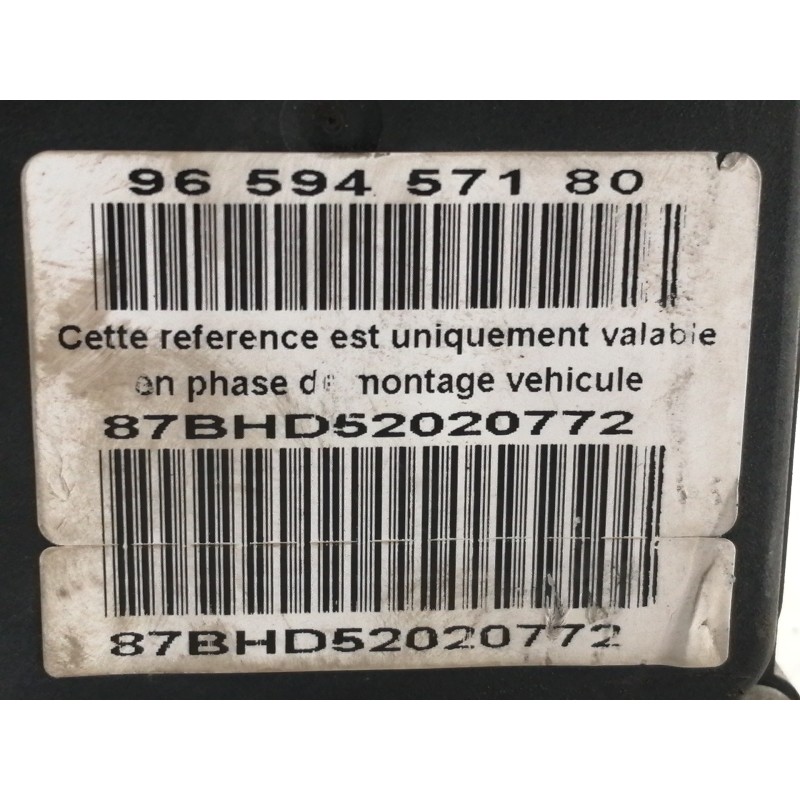 96 594 571 80
Cette reference est uniquement valable
en phase de montage vehicule
87BHD52020772
87BHD52020772